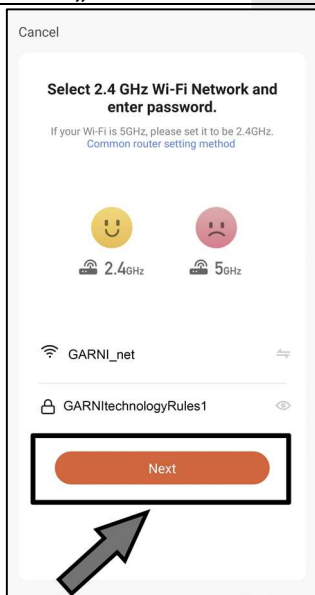 Cancel
Select 2.4 GHz Wi-Fi Network and
enter password.
If your Wi-Fi is 5GHz, please set it to be 2.4GHz.
Common router setting method
2.4GHz
5GHz
GARNI_net
GARNItechnologyRules1
Next